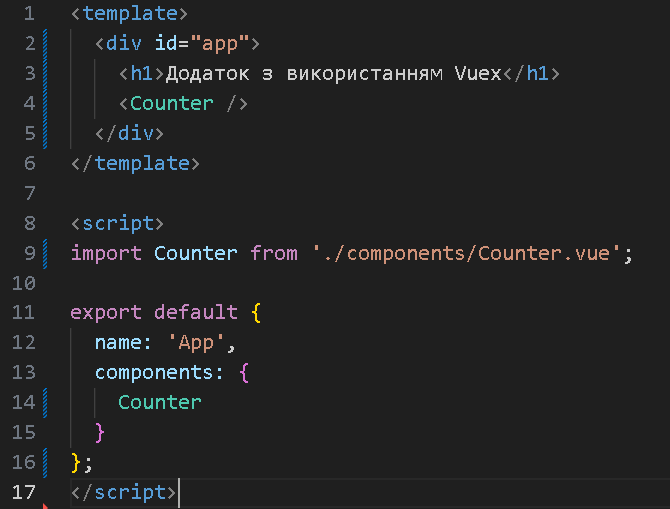 1 <template>
2   <div id="app">
3     <h1>Додаток з використанням Vuex</h1>
4     <Counter />
5   </div>
6 </template>
7
8 <script>
9 import Counter from './components/Counter.vue';
10
11 export default {
12   name: 'App',
13   components: {
14     Counter
15   }
16 };
17 </script>